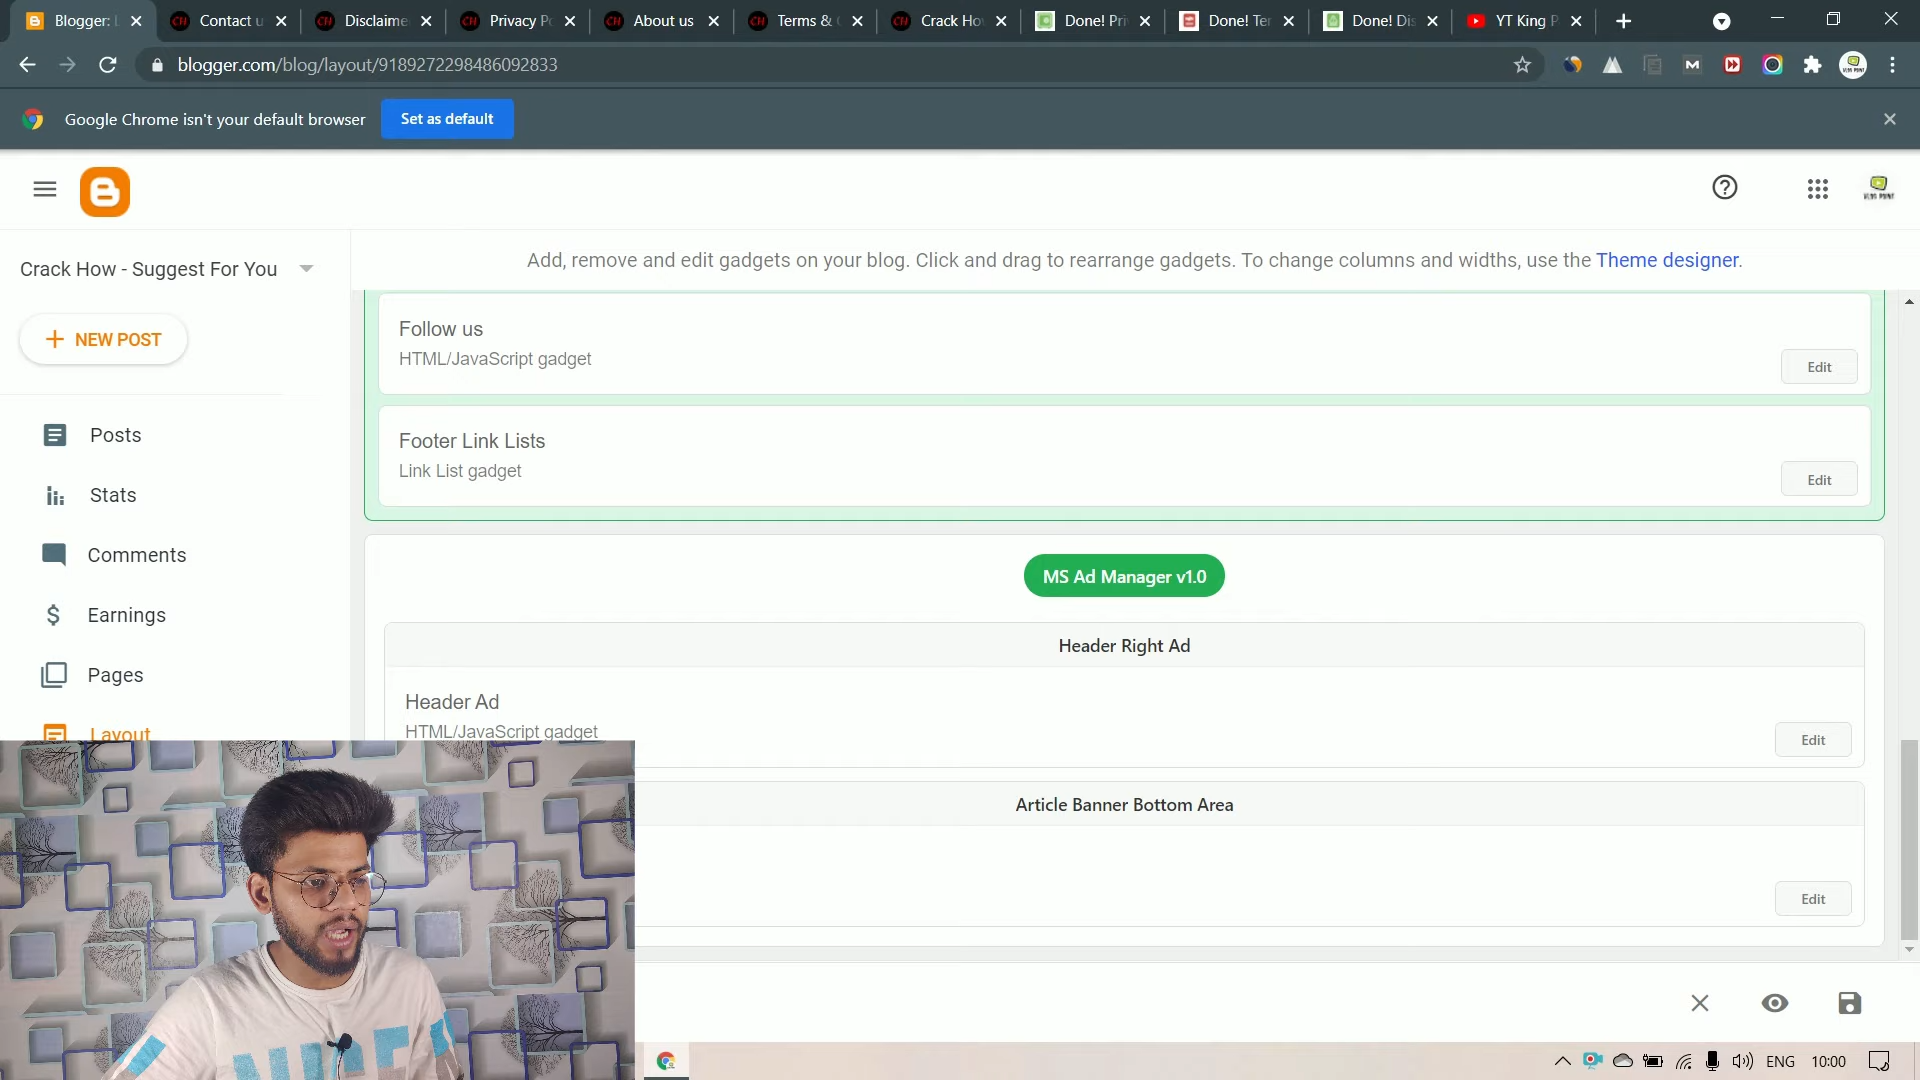 Blogger: L
Contact u
Disclaime
Privacy Po
About us
Terms & C
Crack Hov
Done! Pri
Done! Ter
Done! Dis
YT King P
blogger.com/blog/layout/9189272298486092833
Google Chrome isn't your default browser
Set as default
Crack How - Suggest For You
Add, remove and edit gadgets on your blog. Click and drag to rearrange gadgets. To change columns and widths, use the Theme designer.
NEW POST
Posts
Stats
Comments
Earnings
Pages
Layout
Follow us
HTML/JavaScript gadget
Edit
Footer Link Lists
Link List gadget
Edit
MS Ad Manager v1.0
Header Right Ad
Header Ad
HTML/JavaScript gadget
Edit
Article Banner Bottom Area
Edit
ENG
10:00